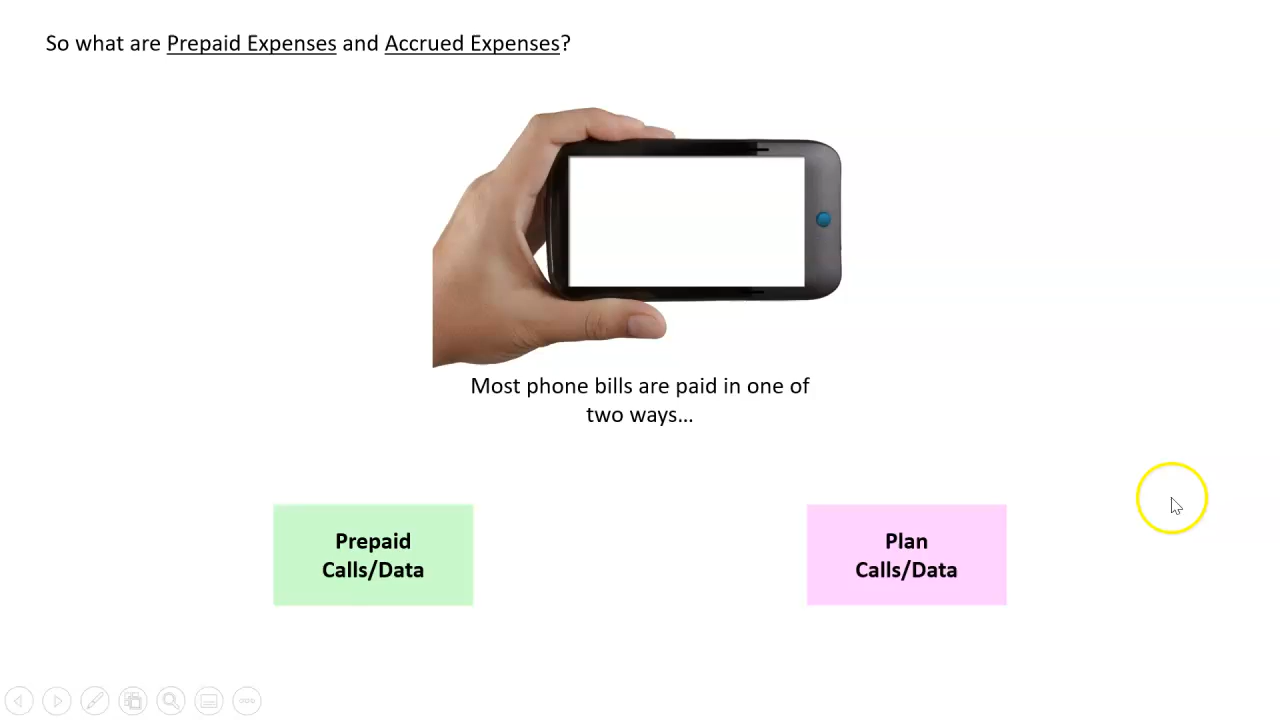 So what are Prepaid Expenses and Accrued Expenses?
Most phone bills are paid in one of
two ways...
Prepaid
Calls/Data
Plan
Calls/Data